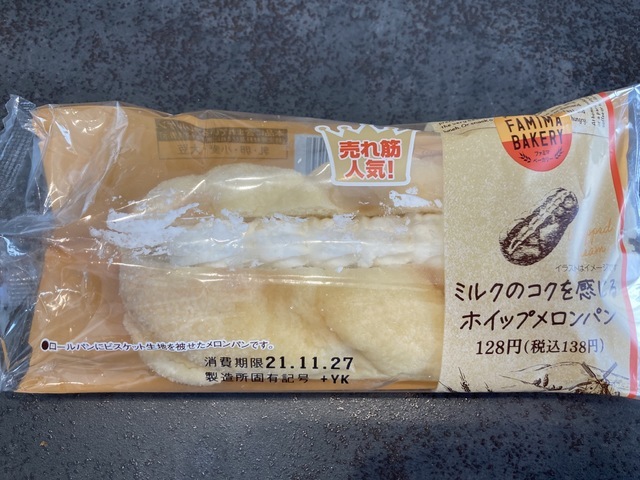 売れ筋
人気!
FAMIMA
BAKERY
イラストはイメージです
ミルクのコクを感じる
ホイップメロンパン
128円(税込138円)
●ロールパンにビスケット生地を被せたメロンパンです。
消費期限 21.11.27
製造所固有記号 +YK